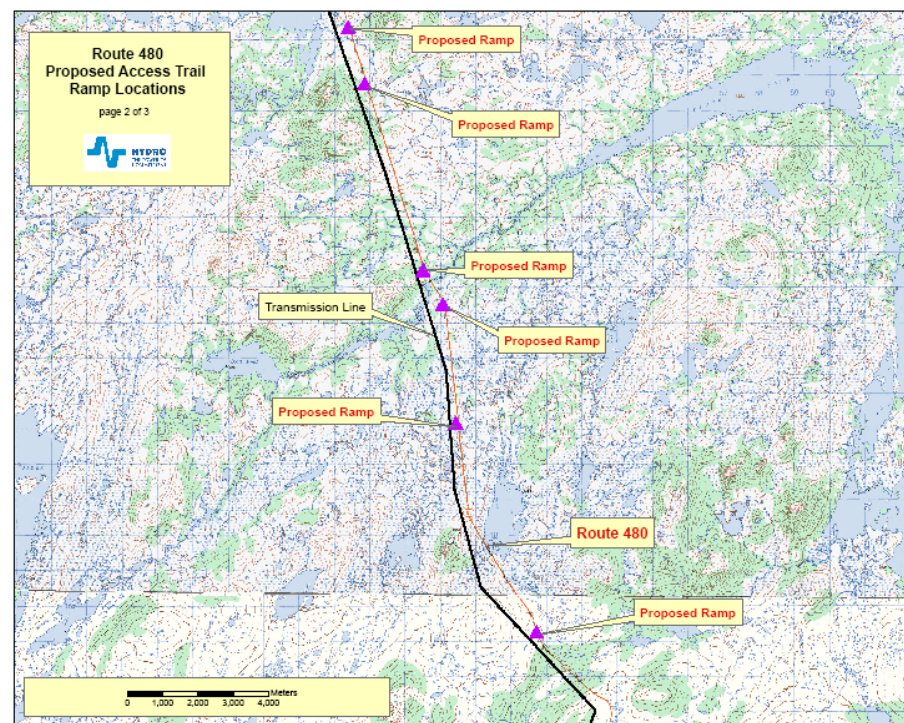 Route 480
Proposed Access Trail
Ramp Locations
page 2 of 3
HYDRO
Proposed Ramp
Proposed Ramp
Proposed Ramp
Transmission Line
Proposed Ramp
Proposed Ramp
Route 480
Proposed Ramp
Meters
0 1,000 2,000 3,000 4,000